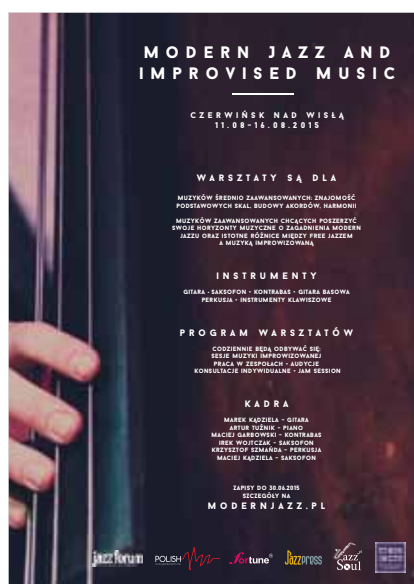 MODERN JAZZ AND
IMPROVISED MUSIC
CZERWIŃSK NAD WISŁĄ
11.08-16.08.2015
WARSZTATY SĄ DLA
MUZYKÓW ŚREDNIO ZAAWANSOWANYCH: ZNAJOMOŚĆ
PODSTAWOWYCH SKAL, BUDOWY AKORDÓW, HARMONII
MUZYKÓW ZAAWANSOWANYCH CHCĄCYCH POSZERZYĆ
SWOJE HORYZONTY MUZYCZNE O ZAGADNIENIA MODERN
JAZZU ORAZ ISTOTNE RÓŻNICE MIĘDZY FREE JAZZEM
A MUZYKĄ IMPROWIZOWANĄ
INSTRUMENTY
GITARA - SAKSOFON - KONTRABAS - GITARA BASOWA
PERKUSJA - INSTRUMENTY KLAWISZOWE
PROGRAM WARSZTATÓW
CODZIENNIE BĘDĄ ODBYWAĆ SIĘ:
SESJE MUZYKI IMPROWIZOWANEJ
PRACA W ZESPOŁACH - AUDYCJE
KONSULTACJE INDYWIDUALNE - JAM SESSION
KADRA
MAREK KĄDZIELA - GITARA
ARTUR TUŹNIK - PIANO
MACIEJ GARBOWSKI - KONTRABAS
IREK WOJTCZAK - SAKSOFON
KRZYSZTOF SZMAŃDA - PERKUSJA
MACIEJ KĄDZIELA - SAKSOFON
ZAPISY DO 30.06.2015
SZCZEGÓŁY NA
MODERNJAZZ.PL
jazz forum POLISH fortune Jazzpress Jazz Soul